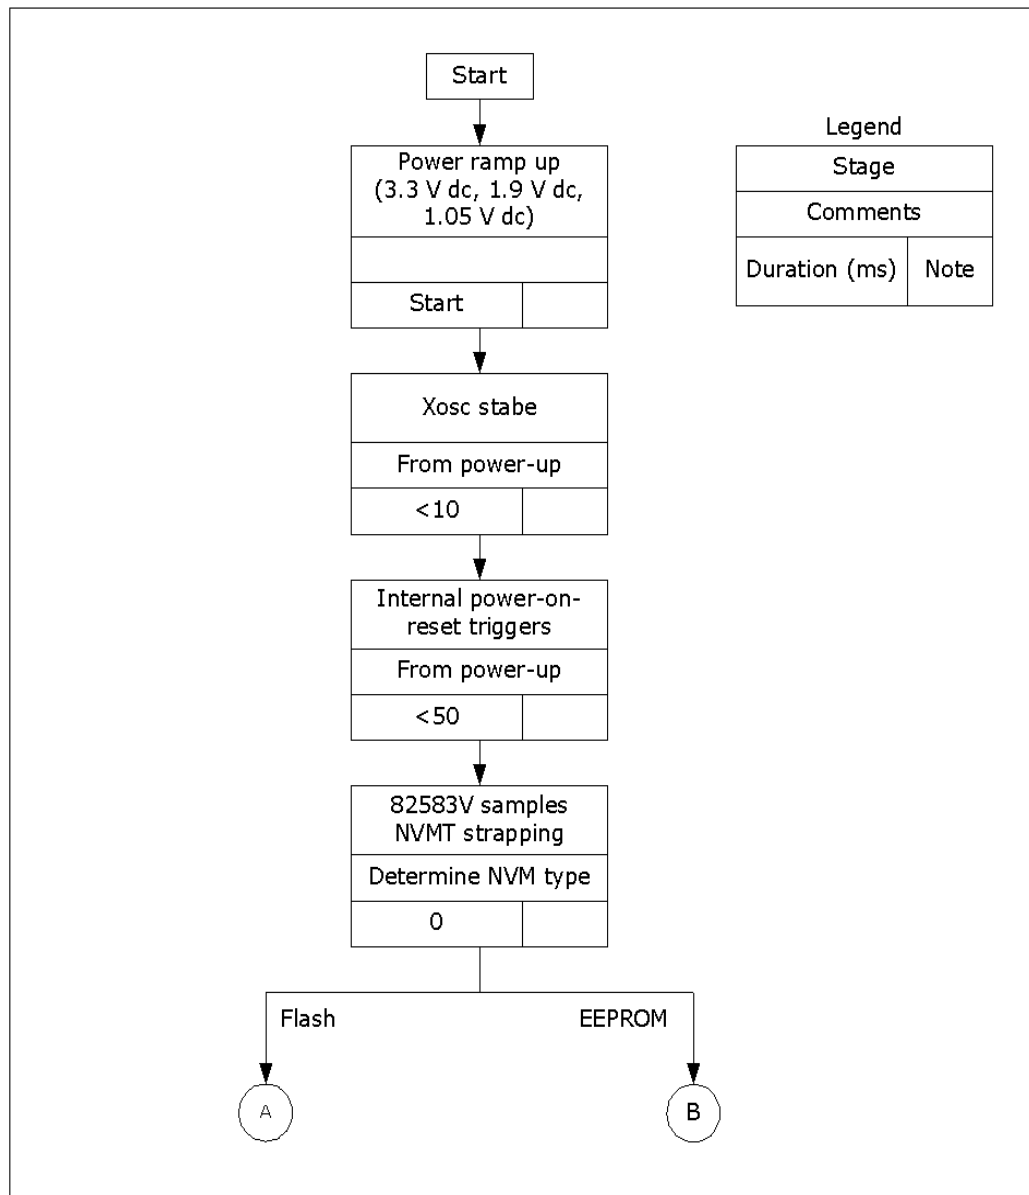 Start
Power ramp up
(3.3 V dc, 1.9 V dc,
1.05 V dc)
Start
Legend
Stage
Comments
Duration (ms)
Note
Xosc stabe
From power-up
<10
Internal power-on-
reset triggers
From power-up
<50
82583V samples
NVMT strapping
Determine NVM type
0
Flash
EEPROM
A
B